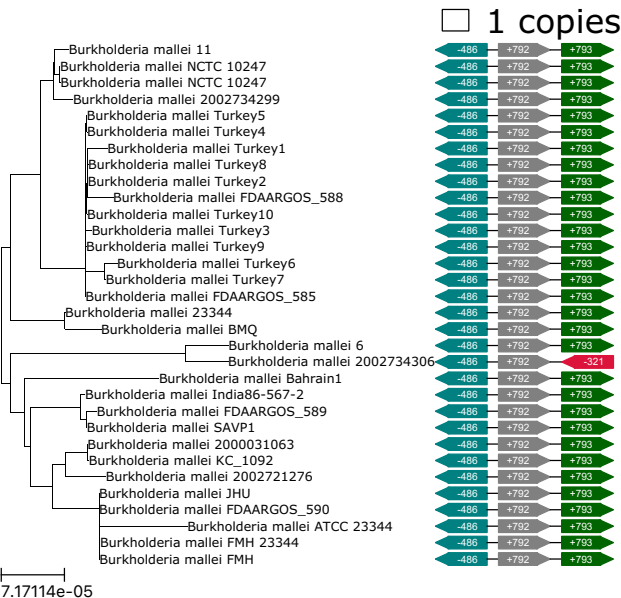 1 copies
Burkholderia mallei 11 -486 +792 +793
Burkholderia mallei NCTC 10247 -486 +792 +793
Burkholderia mallei NCTC 10247 -486 +792 +793
Burkholderia mallei 2002734299 -486 +792 +793
Burkholderia mallei Turkey5 -486 +792 +793
Burkholderia mallei Turkey4 -486 +792 +793
Burkholderia mallei Turkey1 -486 +792 +793
Burkholderia mallei Turkey8 -486 +792 +793
Burkholderia mallei Turkey2 -486 +792 +793
Burkholderia mallei FDAARGOS_588 -486 +792 +793
Burkholderia mallei Turkey10 -486 +792 +793
Burkholderia mallei Turkey3 -486 +792 +793
Burkholderia mallei Turkey9 -486 +792 +793
Burkholderia mallei Turkey6 -486 +792 +793
Burkholderia mallei Turkey7 -486 +792 +793
Burkholderia mallei FDAARGOS_585 -486 +792 +793
Burkholderia mallei 23344 -486 +792 +793
Burkholderia mallei BMQ -486 +792 +793
Burkholderia mallei 6 -486 +792 +793
Burkholderia mallei 2002734306 -486 +792 -321
Burkholderia mallei Bahrain1 -486 +792 +793
Burkholderia mallei India86-567-2 -486 +792 +793
Burkholderia mallei FDAARGOS_589 -486 +792 +793
Burkholderia mallei SAVP1 -486 +792 +793
Burkholderia mallei 2000031063 -486 +792 +793
Burkholderia mallei KC_1092 -486 +792 +793
Burkholderia mallei 2002721276 -486 +792 +793
Burkholderia mallei JHU -486 +792 +793
Burkholderia mallei FDAARGOS_590 -486 +792 +793
Burkholderia mallei ATCC 23344 -486 +792 +793
Burkholderia mallei FMH 23344 -486 +792 +793
Burkholderia mallei FMH -486 +792 +793
7.17114e-05